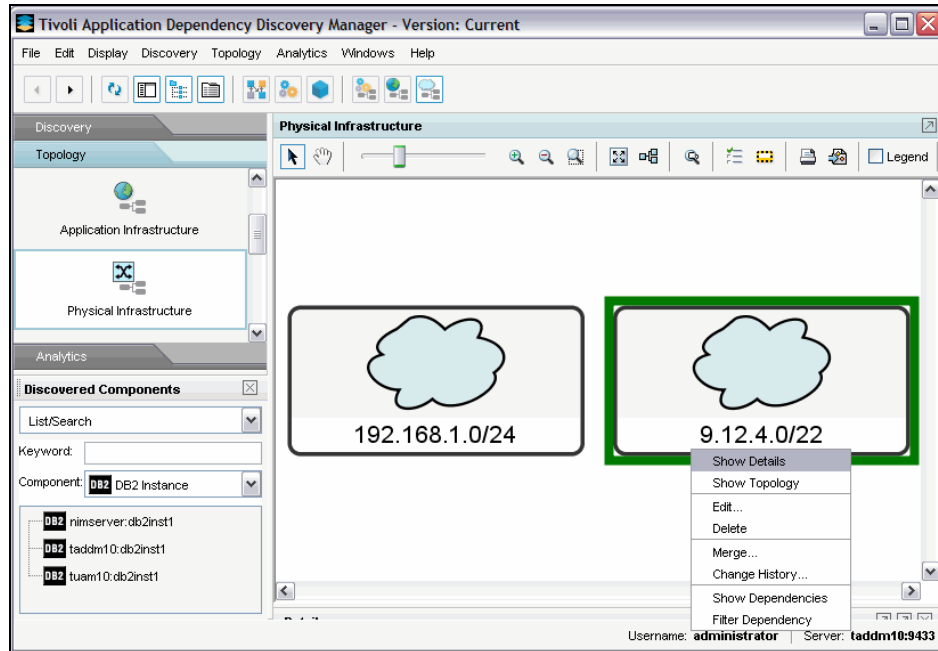 Tivoli Application Dependency Discovery Manager - Version: Current
File Edit Display Discovery Topology Analytics Windows Help
Discovery
Topology
Application Infrastructure
Physical Infrastructure
Analytics
Discovered Components
List/Search
Keyword:
Component: DB2 DB2 Instance
DB2 nimserver:db2inst1
DB2 taddm10:db2inst1
DB2 tuam10:db2inst1
Physical Infrastructure
Legend
192.168.1.0/24
9.12.4.0/22
Show Details
Show Topology
Edit...
Delete
Merge...
Change History...
Show Dependencies
Filter Dependency
Username: administrator Server: taddm10:9433